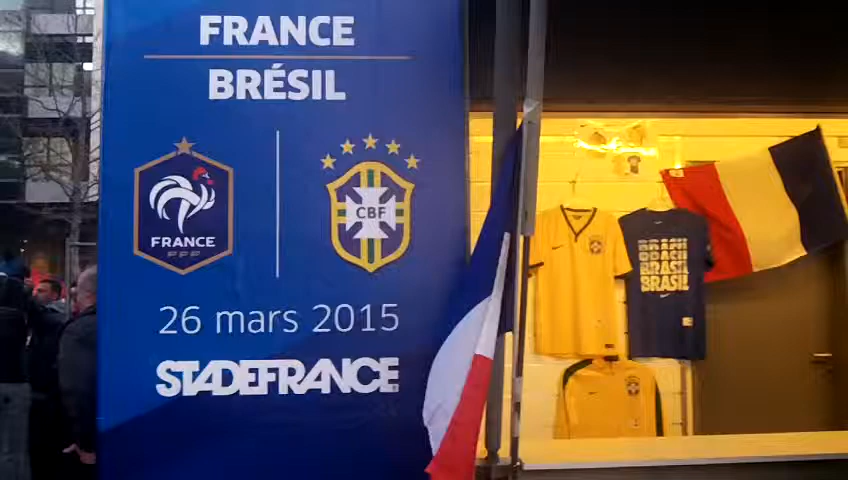 FRANCE
BRÉSIL
FRANCE
FFF
CBF
26 mars 2015
STADEFRANCE
BRASIL
BRASIL
BRASIL
BRASIL